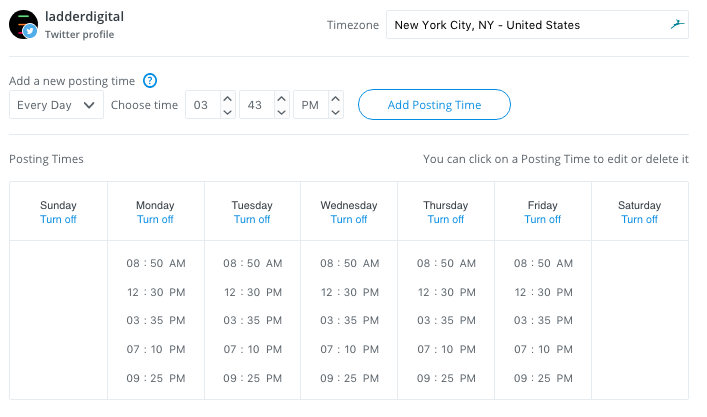 ladderdigital
Twitter profile
Timezone
New York City, NY - United States
Add a new posting time ?
Every Day Choose time 03 43 PM Add Posting Time
Posting Times
You can click on a Posting Time to edit or delete it
Sunday Monday Tuesday Wednesday Thursday Friday Saturday
Turn off Turn off Turn off Turn off Turn off Turn off Turn off
08 : 50 AM 08 : 50 AM 08 : 50 AM 08 : 50 AM 08 : 50 AM
12 : 30 PM 12 : 30 PM 12 : 30 PM 12 : 30 PM 12 : 30 PM
03 : 35 PM 03 : 35 PM 03 : 35 PM 03 : 35 PM 03 : 35 PM
07 : 10 PM 07 : 10 PM 07 : 10 PM 07 : 10 PM 07 : 10 PM
09 : 25 PM 09 : 25 PM 09 : 25 PM 09 : 25 PM 09 : 25 PM